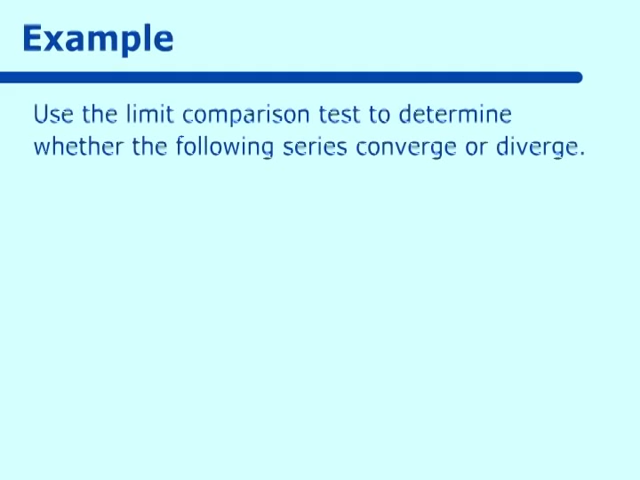 Example
Use the limit comparison test to determine
whether the following series converge or diverge.